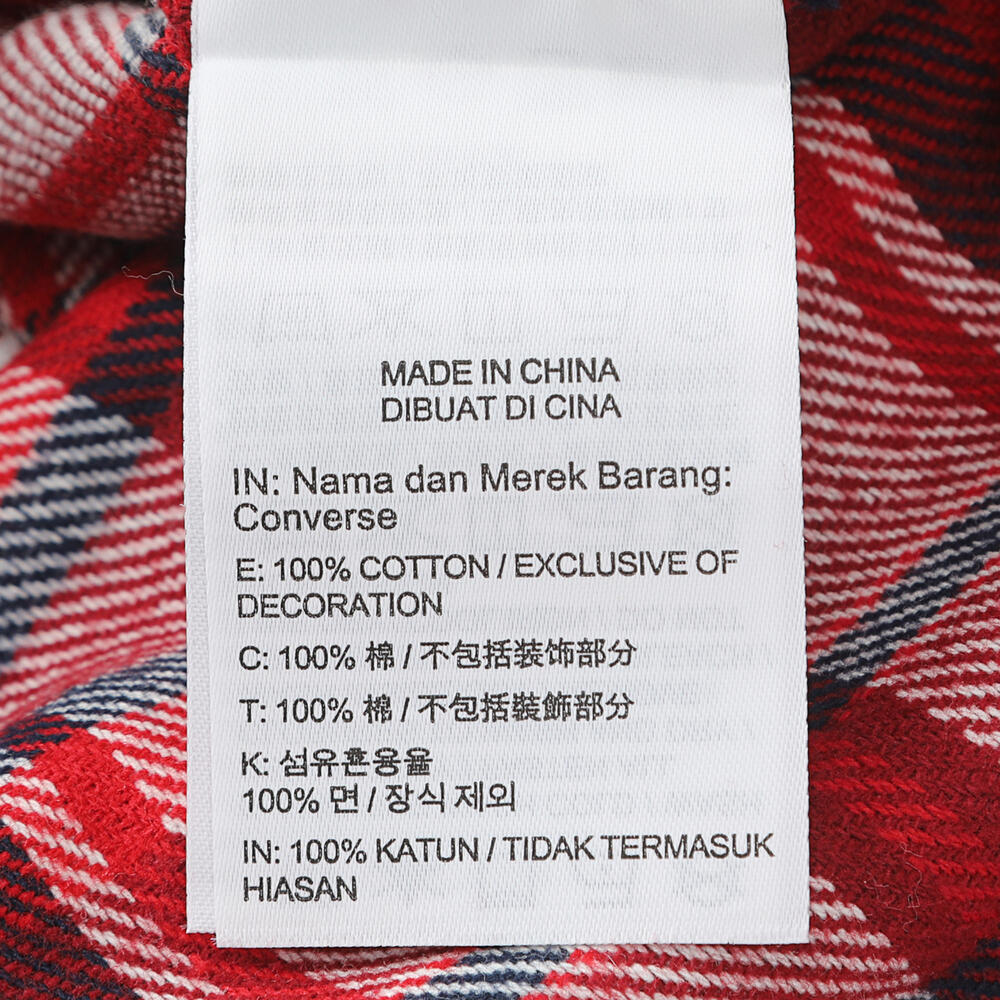 MADE IN CHINA
DIBUAT DI CINA
IN: Nama dan Merek Barang:
Converse
E: 100% COTTON / EXCLUSIVE OF
DECORATION
C: 100% 棉 / 不包括装饰部分
T: 100% 棉 / 不包括裝飾部分
K: 섬유혼용율
100% 면 / 장식 제외
IN: 100% KATUN / TIDAK TERMASUK
HIASAN